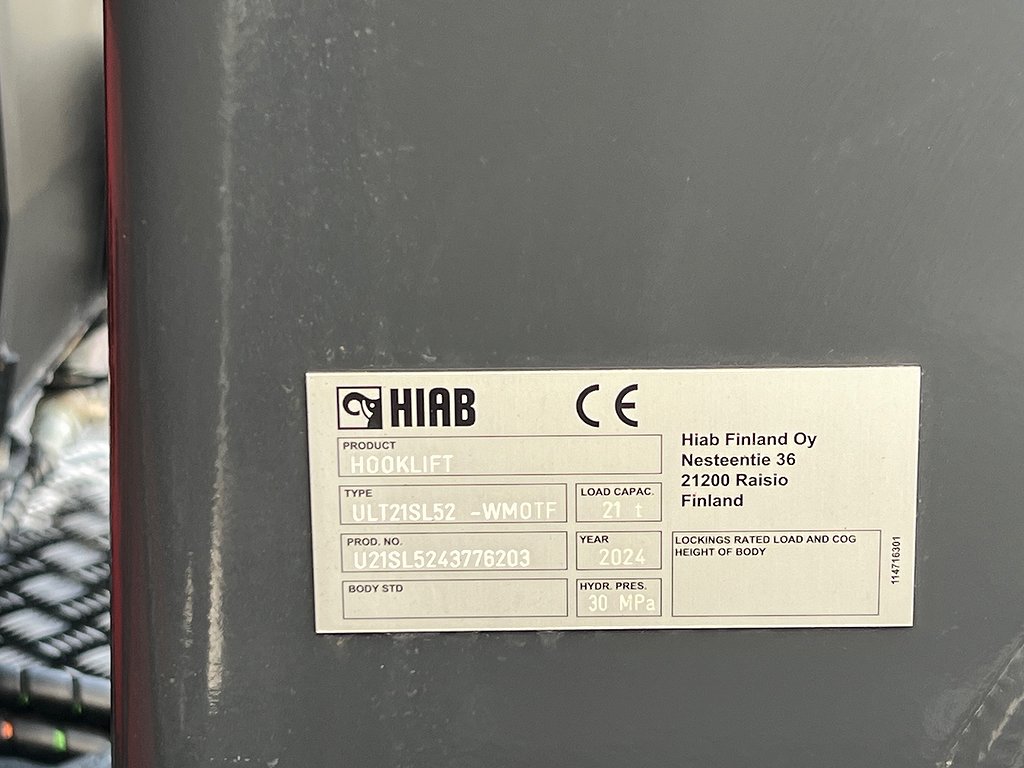 HIAB CE
PRODUCT
HOOKLIFT
TYPE
ULT21SL52 -WMOTF
LOAD CAPAC.
21 t
PROD. NO.
U21SL5243776203
YEAR
2024
BODY STD
HYDR. PRES.
30 MPa
Hiab Finland Oy
Nesteentie 36
21200 Raisio
Finland
LOCKINGS RATED LOAD AND COG
HEIGHT OF BODY
114716301